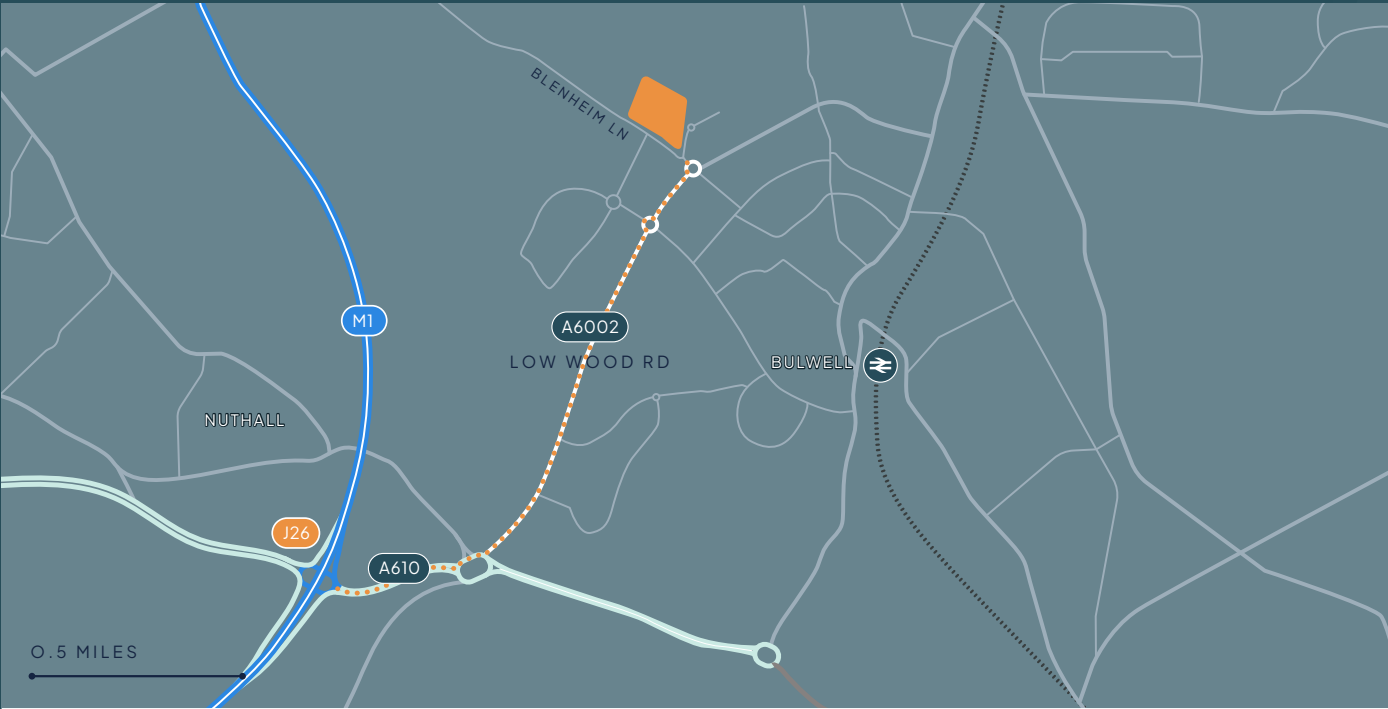 BLENHEIM LN
M1
A6002
LOW WOOD RD
BULWELL
NUTHALL
J26
A610
0.5 MILES